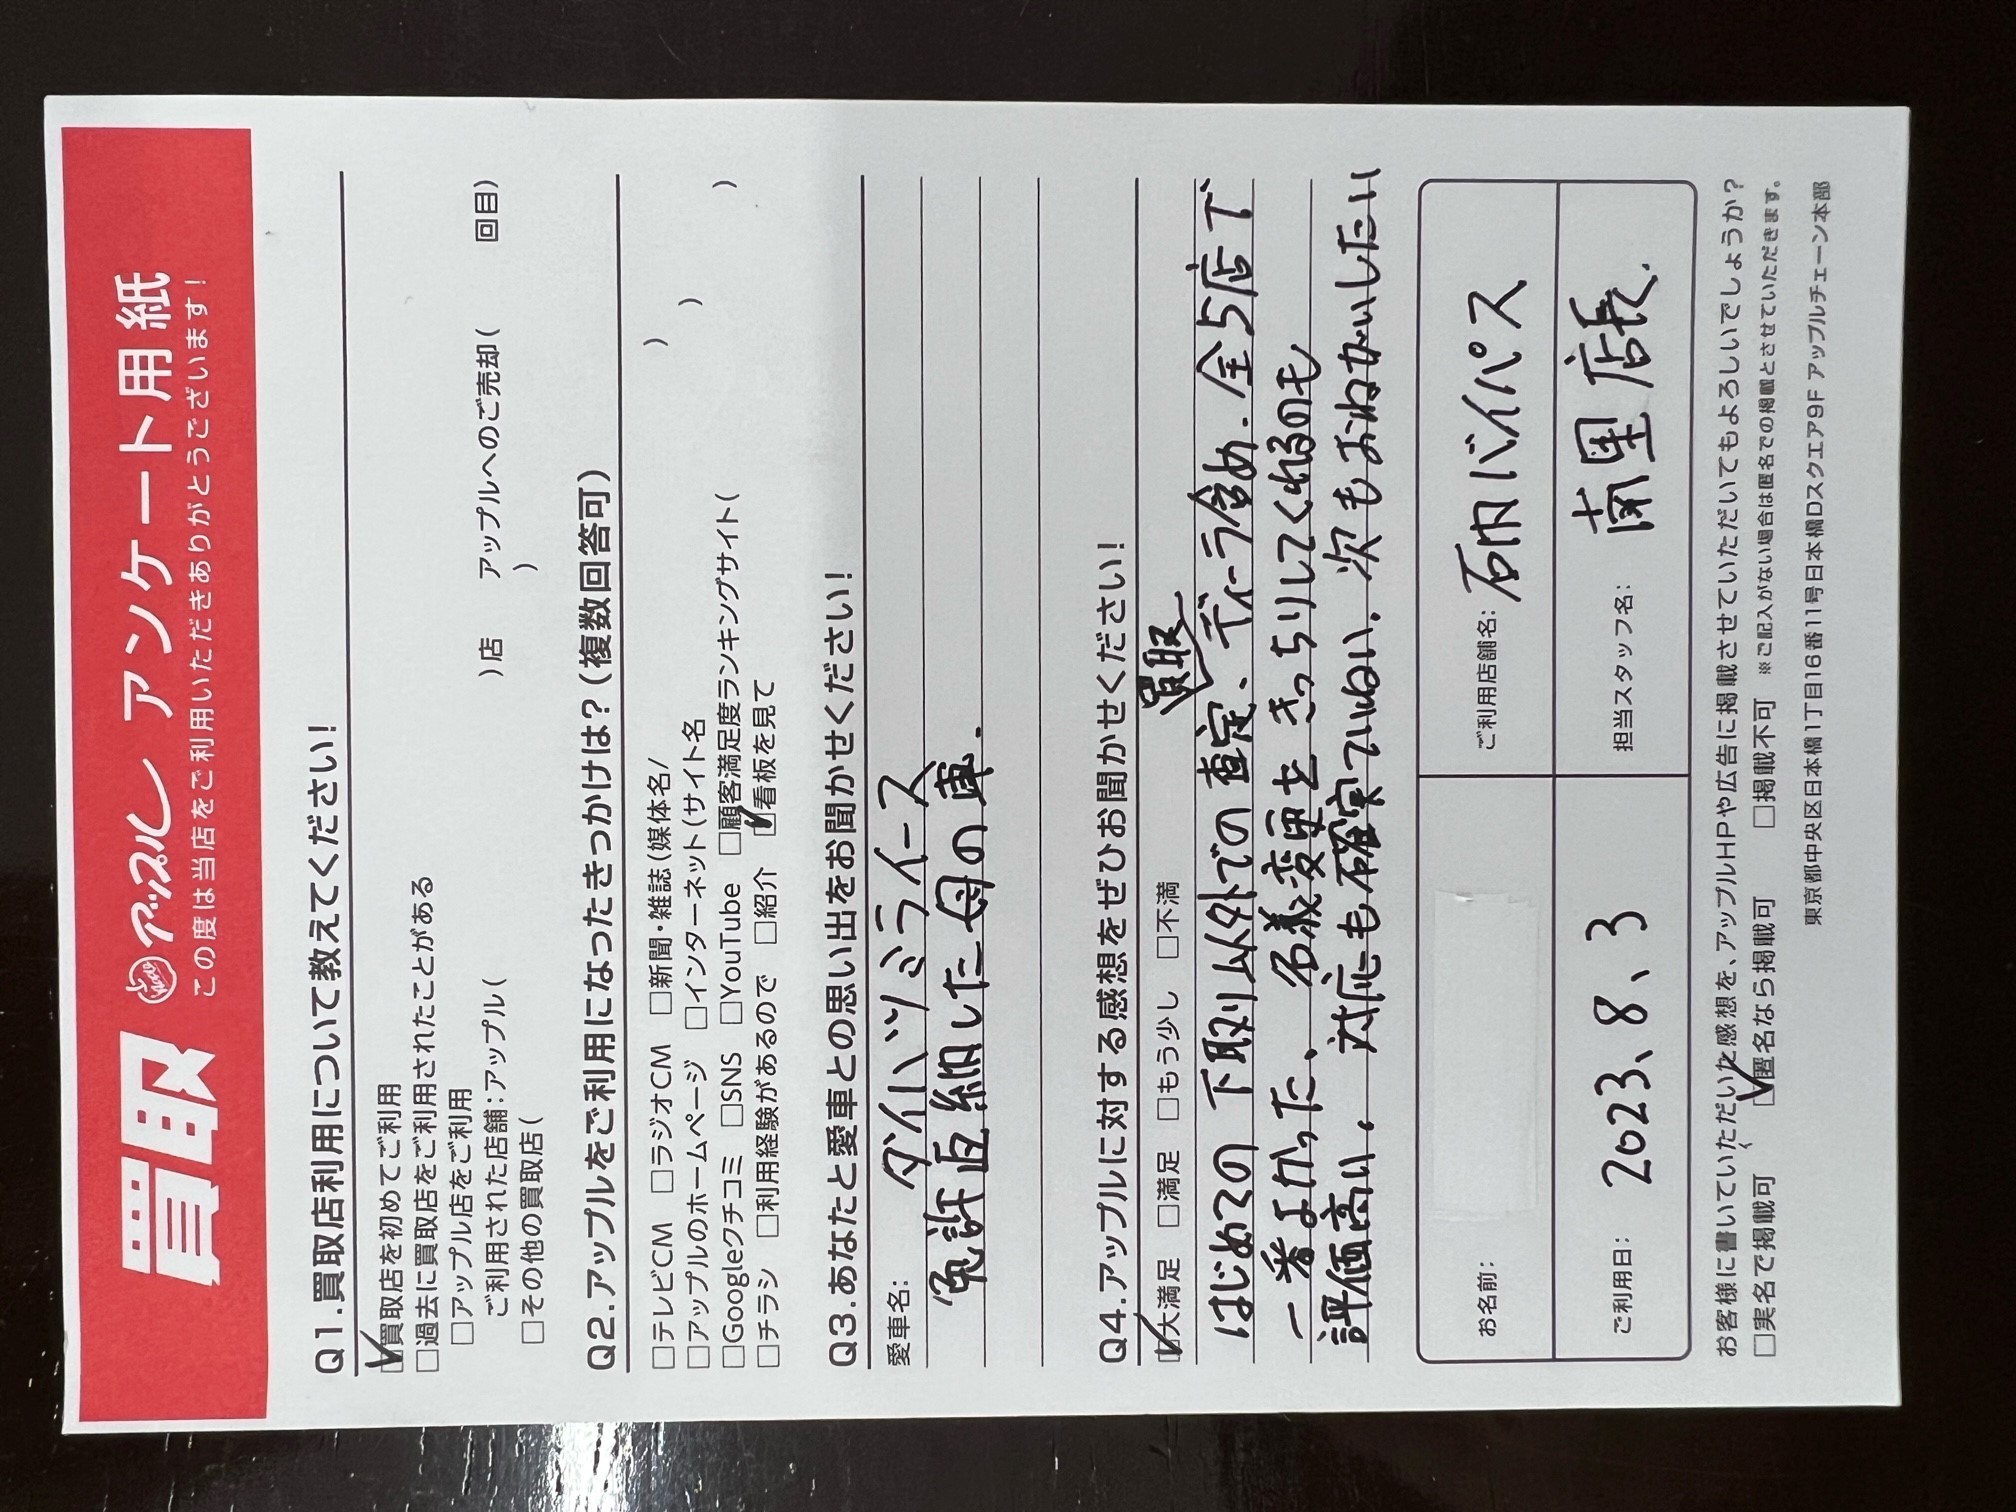 買取 アップル アンケート用紙
この度は当店をご利用いただきありがとうございます!
Q1.買取店利用について教えてください!
☑買取店を初めてご利用
□過去に買取店をご利用されたことがある
□アップル店をご利用
ご利用された店舗:アップル( )店 アップルへのご売却( 回目)
□その他の買取店( )
Q2.アップルをご利用になったきっかけは?(複数回答可)
□テレビCM □ラジオCM □新聞・雑誌(媒体名/ )
□アップルのホームページ □インターネット(サイト名 )
□Googleクチコミ □SNS □YouTube □顧客満足度ランキングサイト( )
□チラシ □利用経験があるので □紹介 ☑看板を見て
Q3.あなたと愛車との思い出をお聞かせください!
愛車名: ダイハツミライース
免許返納した母の車.
Q4.アップルに対する感想をぜひお聞かせください!
☑大満足 □満足 □もう少し □不満
買取
はじめての下取り以外での査定、ディーラ含め.全5店で
一番よかった、名義変更もきっちりしてくれるのも
評価高い.対応も確実ていねい.次もおねがいしたい
お名前: ご利用店舗名: 石内バイパス
ご利用日: 2023、8、3 担当スタッフ名: 南里店長.
お客様に書いていただいた感想を、アップルHPや広告に掲載させていただいてもよろしいでしょうか?
□実名で掲載可 ☑匿名なら掲載可 □掲載不可 ※ご記入がない場合は匿名での掲載とさせていただきます。
東京都中央区日本橋1丁目16番11号日本橋Dスクエア9F アップルチェーン本部